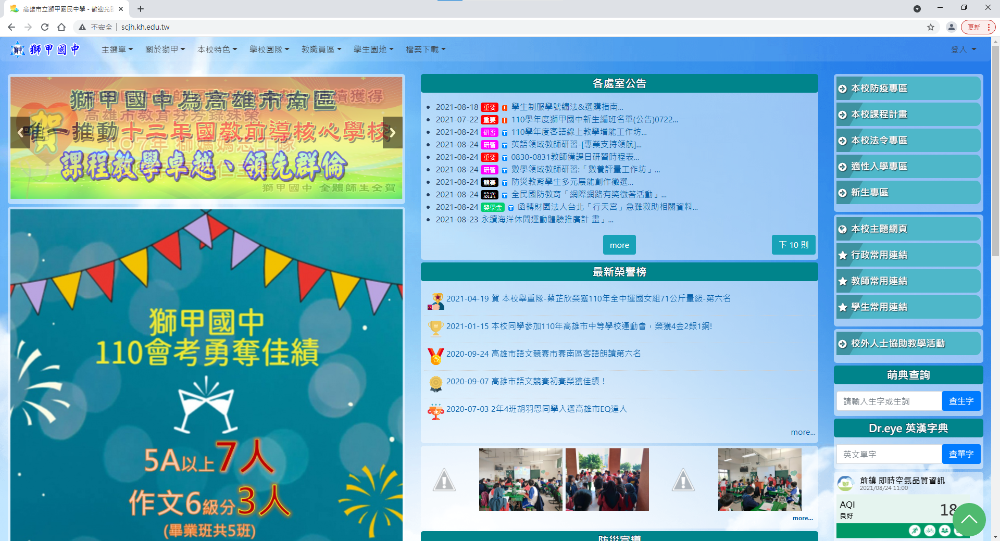 高雄市立獅甲國民中學 - 歡迎光臨
不安全
scjh.kh.edu.tw
更新
獅甲國中
主選單
關於獅甲
本校特色
學校團隊
教職員區
學生園地
檔案下載
登入
獅甲國中為高雄市南區
唯一推動十二年國教前導核心學校
課程教學卓越、領先群倫
獅甲國中 全體師生全賀
賀
獅甲國中
110會考勇奪佳績
5A以上7人
作文6級分3人
(畢業班共5班)
各處室公告
2021-08-18 重要 學生制服學號繡法&選購指南...
2021-07-22 重要 110學年度獅甲國中新生編班名單(公告)0722...
2021-08-24 研習 110學年度客語線上教學增能工作坊...
2021-08-24 研習 英語領域教師研習-[專業支持領航]...
2021-08-24 重要 0830-0831教師備課日研習時程表...
2021-08-24 研習 數學領域教師研習:「數養評量工作坊」...
2021-08-24 競賽 防災教育學生多元展能創作徵選...
2021-08-24 競賽 全民國防教育「網際網路有獎徵答活動」...
2021-08-24 獎學金 函轉財團法人台北「行天宮」急難救助相關資料...
2021-08-23 永續海洋休閒運動體驗推廣計 畫」...
more
下 10 則
最新榮譽榜
2021-04-19 賀 本校舉重隊-蔡芷欣榮獲110年全中運國女組71公斤量級-第六名
2021-01-15 本校同學參加110年高雄市中等學校運動會，榮獲4金2銀1銅!
2020-09-24 高雄市語文競賽市賽南區客語朗讀第六名
2020-09-07 高雄市語文競賽初賽榮獲佳績！
2020-07-03 2年4班胡羽恩同學入選高雄市EQ達人
more...
more...
防災宣導
本校防疫專區
本校課程計畫
本校法令專區
適性入學專區
新生專區
本校主題網頁
行政常用連結
教師常用連結
學生常用連結
校外人士協助教學活動
萌典查詢
請輸入生字或生詞
查生字
Dr.eye 英漢字典
英文單字
查單字
前鎮 即時空氣品質資訊
2021/08/24 11:00
AQI
18
良好